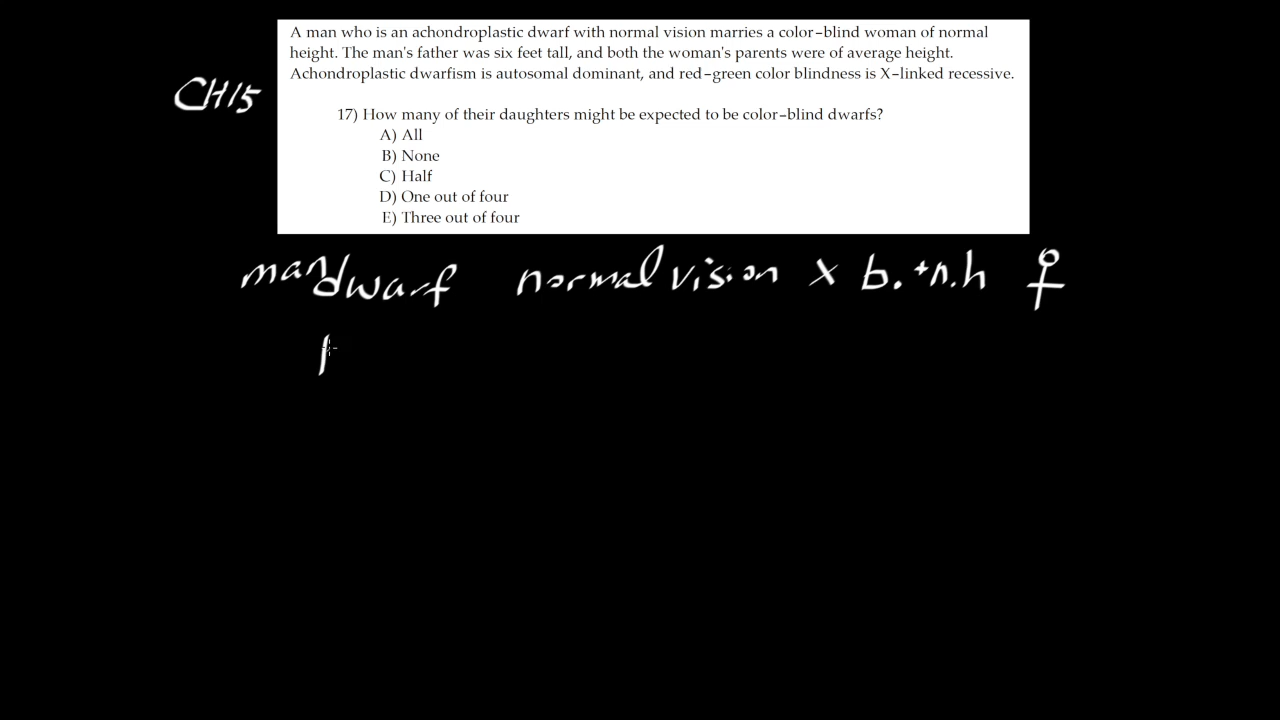 A man who is an achondroplastic dwarf with normal vision marries a color-blind woman of normal
height. The man's father was six feet tall, and both the woman's parents were of average height.
Achondroplastic dwarfism is autosomal dominant, and red-green color blindness is X-linked recessive.
CH15
17) How many of their daughters might be expected to be color-blind dwarfs?
A) All
B) None
C) Half
D) One out of four
E) Three out of four
man dwarf normal vision x b. +n.h ♀